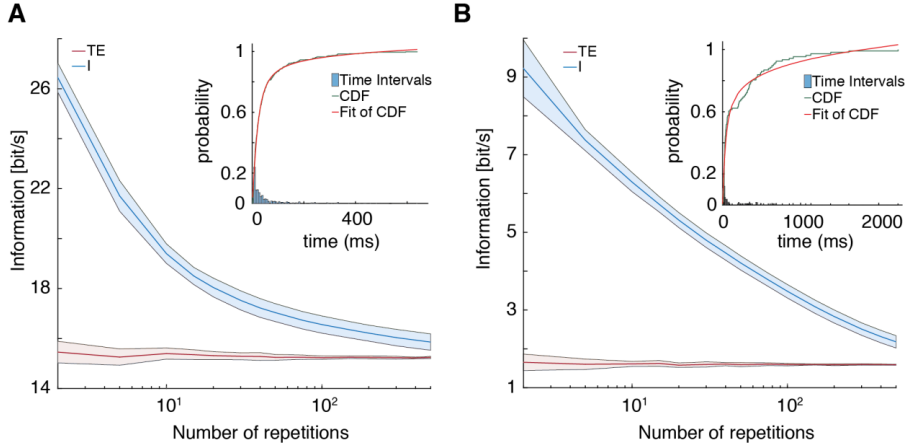 A
TE
I
26
22
18
14
Information [bit/s]
10¹
10²
Number of repetitions
1
0.6
0.2
0
probability
Time Intervals
CDF
Fit of CDF
0
400
time (ms)
B
TE
I
9
7
5
3
1
Information [bit/s]
10¹
10²
Number of repetitions
1
0.6
0.2
0
probability
Time Intervals
CDF
Fit of CDF
0
1000
2000
time (ms)